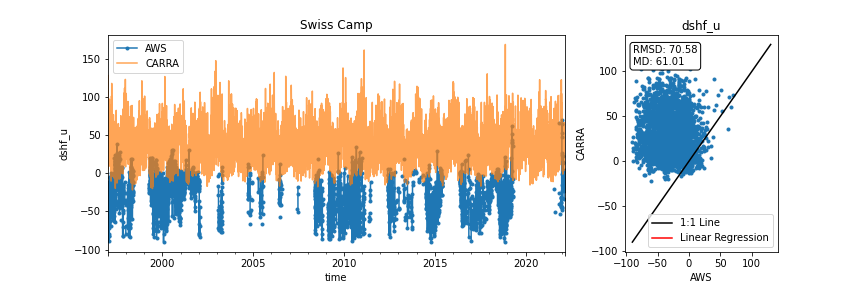 Swiss Camp
dshf_u
AWS
CARRA
RMSD: 70.58
MD: 61.01
150
100
50
0
−50
−100
dshf_u
2000
2005
2010
2015
2020
time
100
50
0
−50
−100
CARRA
1:1 Line
Linear Regression
−100
−50
0
50
100
AWS